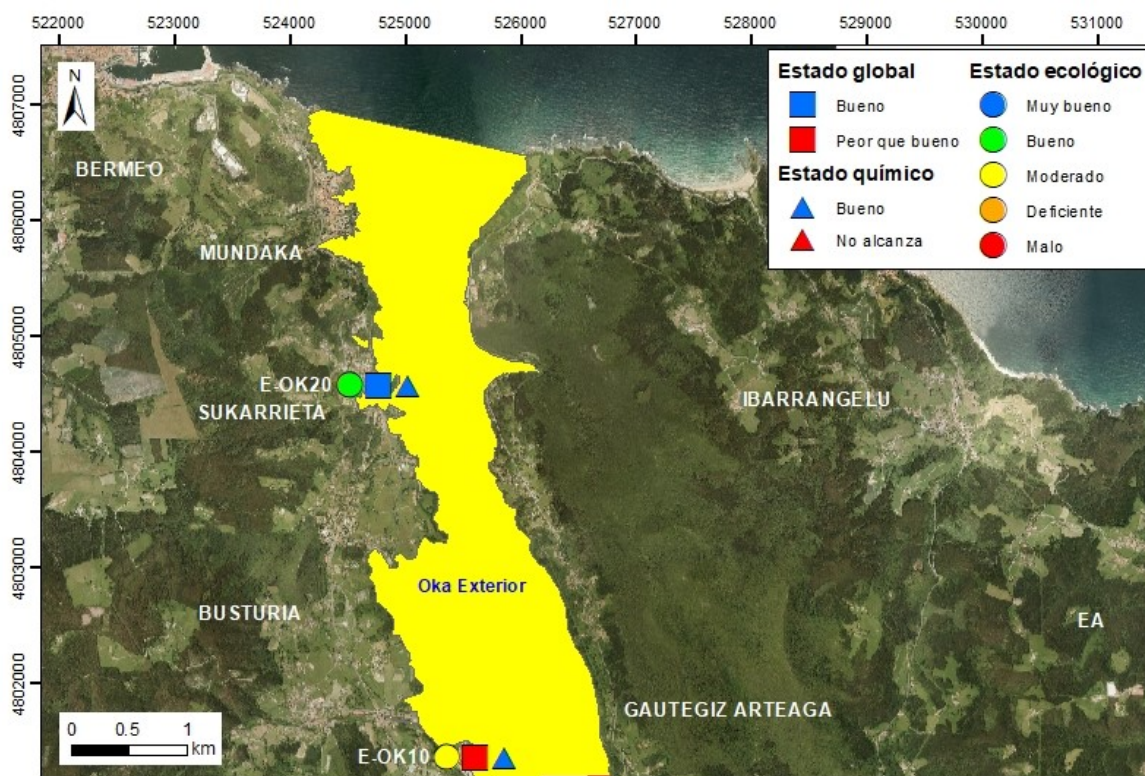 522000 523000 524000 525000 526000 527000 528000 529000 530000 531000
4807000
4806000
4805000
4804000
4803000
4802000
N
Estado global
Bueno
Peor que bueno
Estado químico
Bueno
No alcanza
Estado ecológico
Muy bueno
Bueno
Moderado
Deficiente
Malo
BERMEO
MUNDAKA
E-OK20
SUKARRIETA
IBARRANGELU
Oka Exterior
BUSTURIA
EA
GAUTEGIZ ARTEAGA
E-OK10
0 0.5 1
km